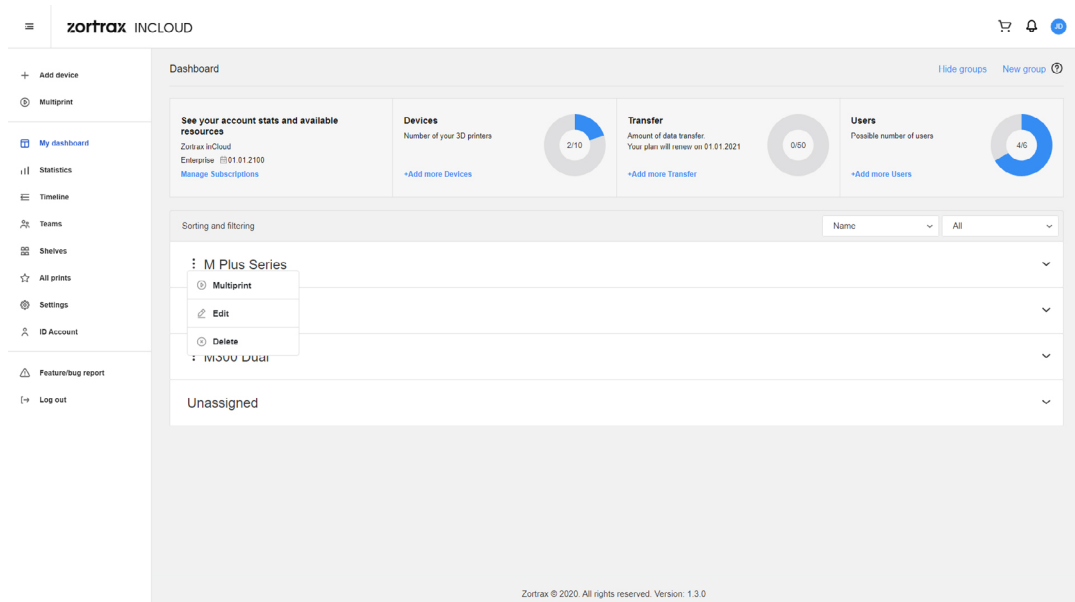 zortrax INCLOUD
JD
Add device
Multiprint
My dashboard
Statistics
Timeline
Teams
Shelves
All prints
Settings
ID Account
Feature/bug report
Log out
Dashboard
Hide groups
New group
See your account stats and available
resources
Zortrax inCloud
Enterprise 01.01.2100
Manage Subscriptions
Devices
Number of your 3D printers
+Add more Devices
2/10
Transfer
Amount of data transfer.
Your plan will renew on 01.01.2021
+Add more Transfer
0/50
Users
Possible number of users
+Add more Users
4/6
Sorting and filtering
Name
All
M Plus Series
Multiprint
Edit
Delete
M300 Dual
Unassigned
Zortrax © 2020. All rights reserved. Version: 1.3.0